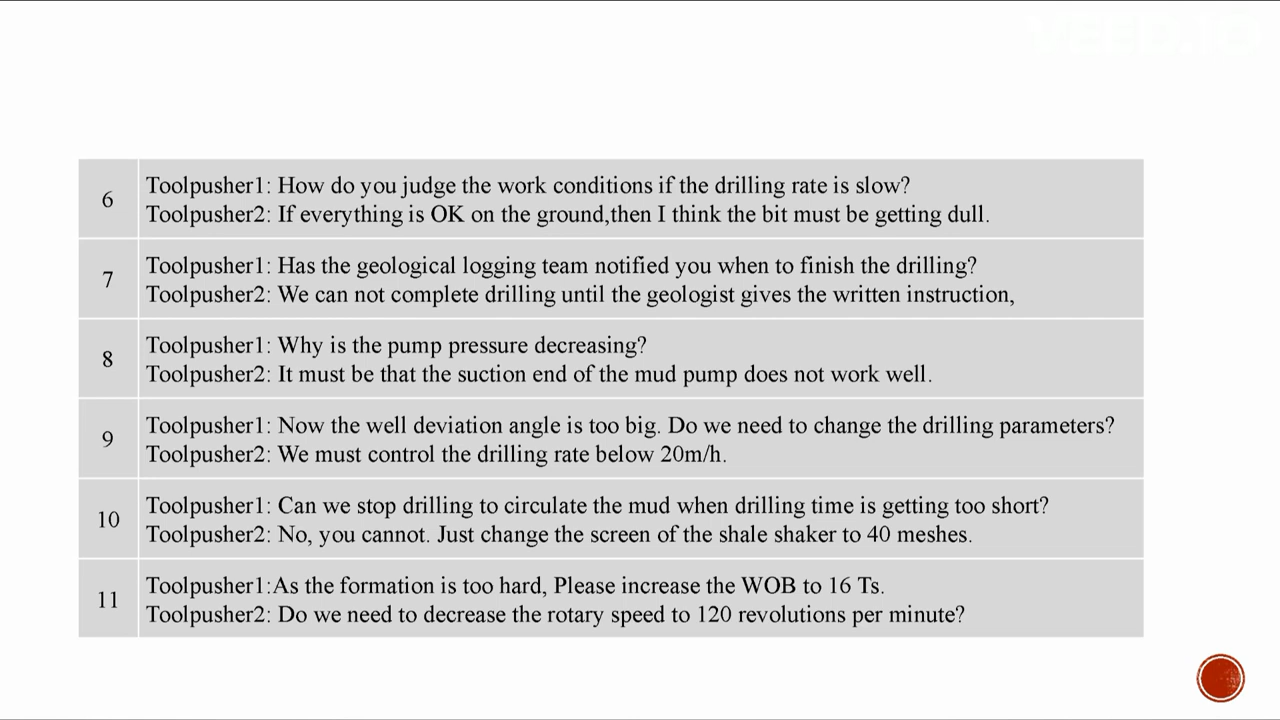 VEED.IO
6
Toolpusher1: How do you judge the work conditions if the drilling rate is slow?
Toolpusher2: If everything is OK on the ground,then I think the bit must be getting dull.
7
Toolpusher1: Has the geological logging team notified you when to finish the drilling?
Toolpusher2: We can not complete drilling until the geologist gives the written instruction,
8
Toolpusher1: Why is the pump pressure decreasing?
Toolpusher2: It must be that the suction end of the mud pump does not work well.
9
Toolpusher1: Now the well deviation angle is too big. Do we need to change the drilling parameters?
Toolpusher2: We must control the drilling rate below 20m/h.
10
Toolpusher1: Can we stop drilling to circulate the mud when drilling time is getting too short?
Toolpusher2: No, you cannot. Just change the screen of the shale shaker to 40 meshes.
11
Toolpusher1:As the formation is too hard, Please increase the WOB to 16 Ts.
Toolpusher2: Do we need to decrease the rotary speed to 120 revolutions per minute?